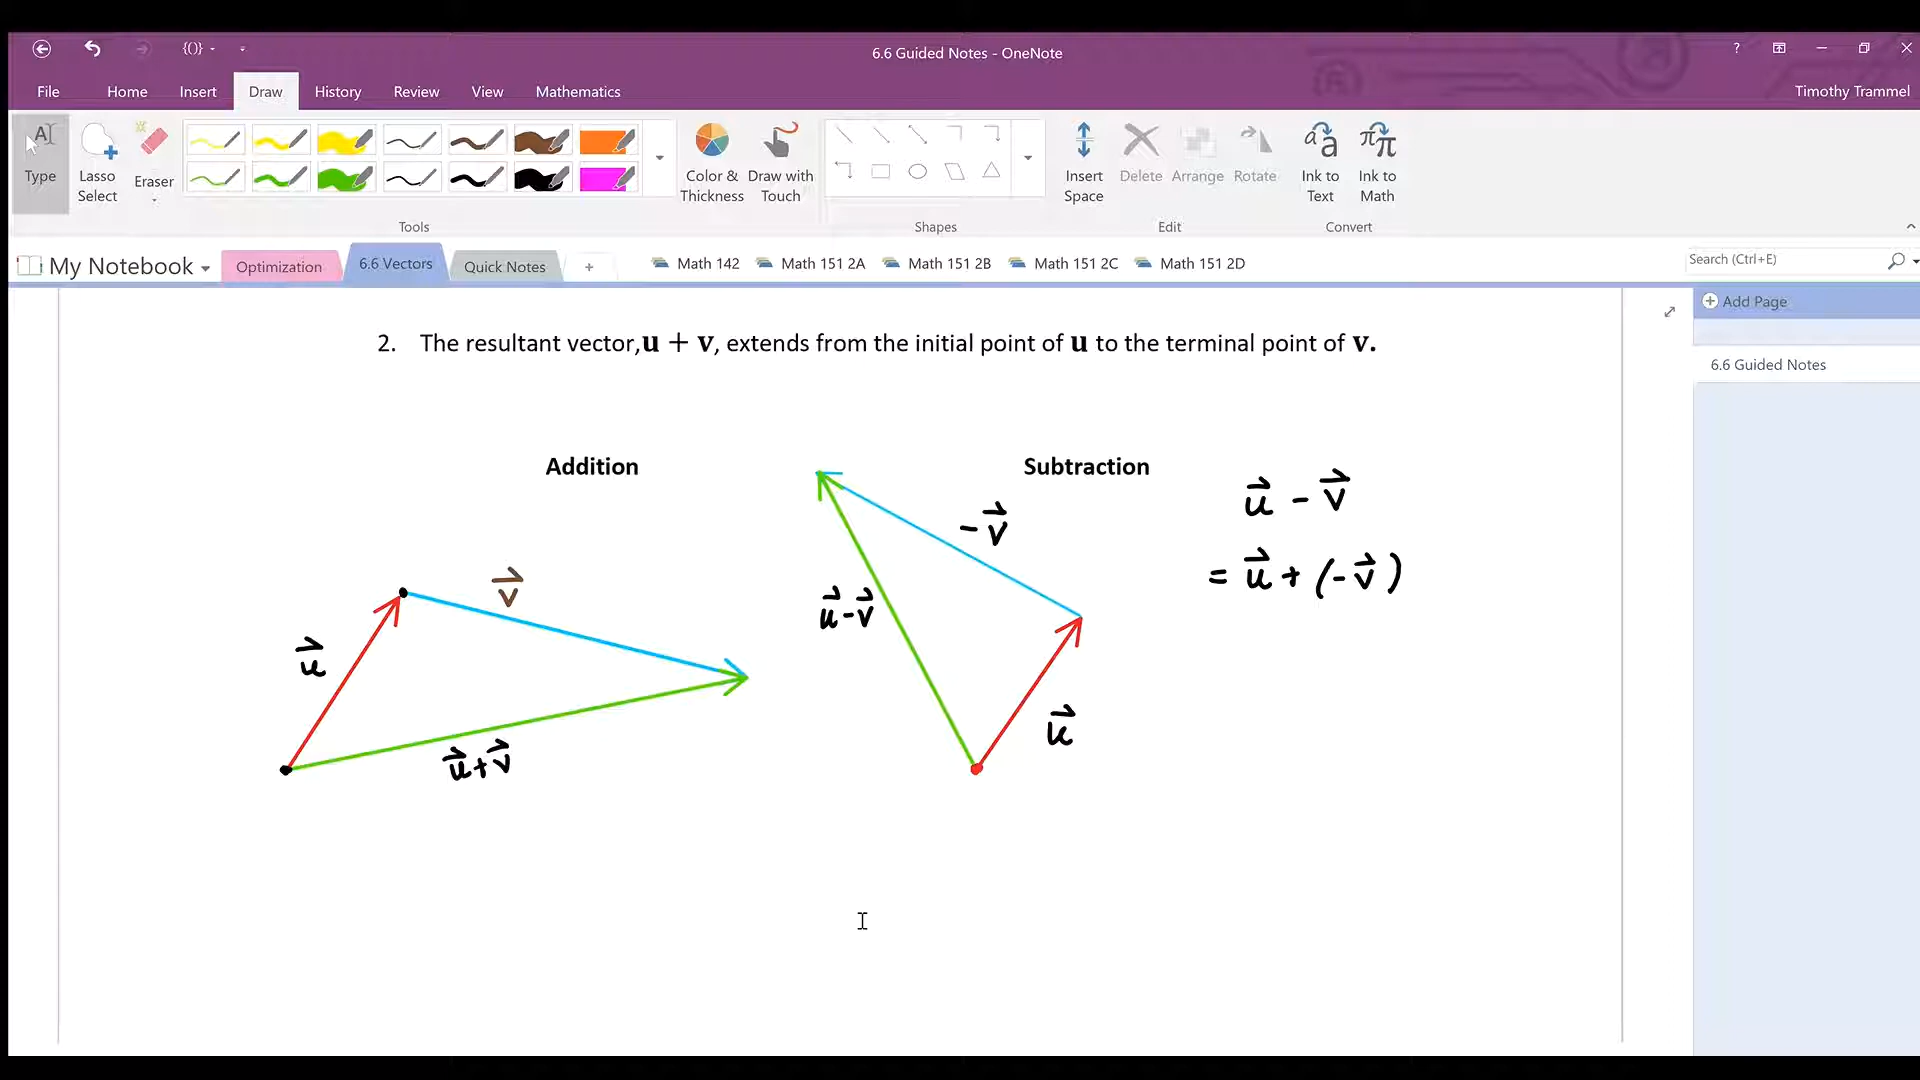 6.6 Guided Notes - OneNote
?
File Home Insert Draw History Review View Mathematics
Timothy Trammel
Type
Lasso Select
Eraser
Color & Thickness
Draw with Touch
Insert Space
Delete
Arrange
Rotate
Ink to Text
Ink to Math
Tools
Shapes
Edit
Convert
My Notebook
Optimization
6.6 Vectors
Quick Notes
+
Math 142
Math 151 2A
Math 151 2B
Math 151 2C
Math 151 2D
Search (Ctrl+E)
Add Page
6.6 Guided Notes
2. The resultant vector,u + v, extends from the initial point of u to the terminal point of v.
Addition
Subtraction
u⃗ - v⃗
= u⃗ + (-v⃗)
-v⃗
v⃗
u⃗-v⃗
u⃗
u⃗
u⃗+v⃗